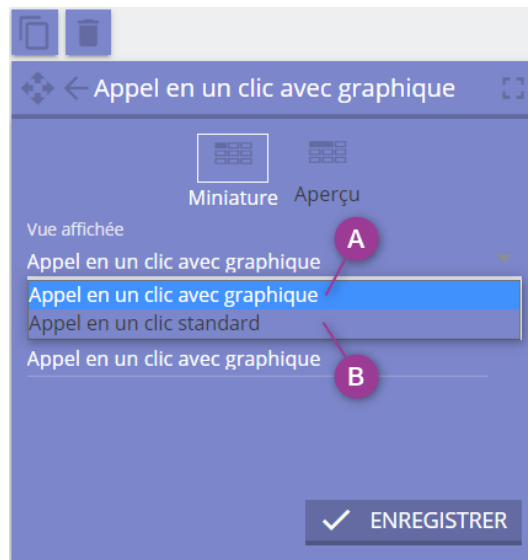 Appel en un clic avec graphique
Miniature Aperçu
Vue affichée
A
Appel en un clic avec graphique
Appel en un clic avec graphique
Appel en un clic standard
Appel en un clic avec graphique
B
ENREGISTRER